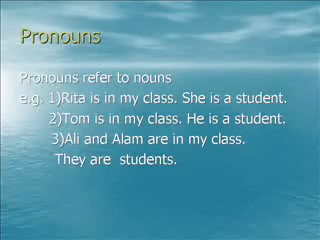 Pronouns
Pronouns refer to nouns
e.g. 1)Rita is in my class. She is a student.
2)Tom is in my class. He is a student.
3)Ali and Alam are in my class.
They are  students.